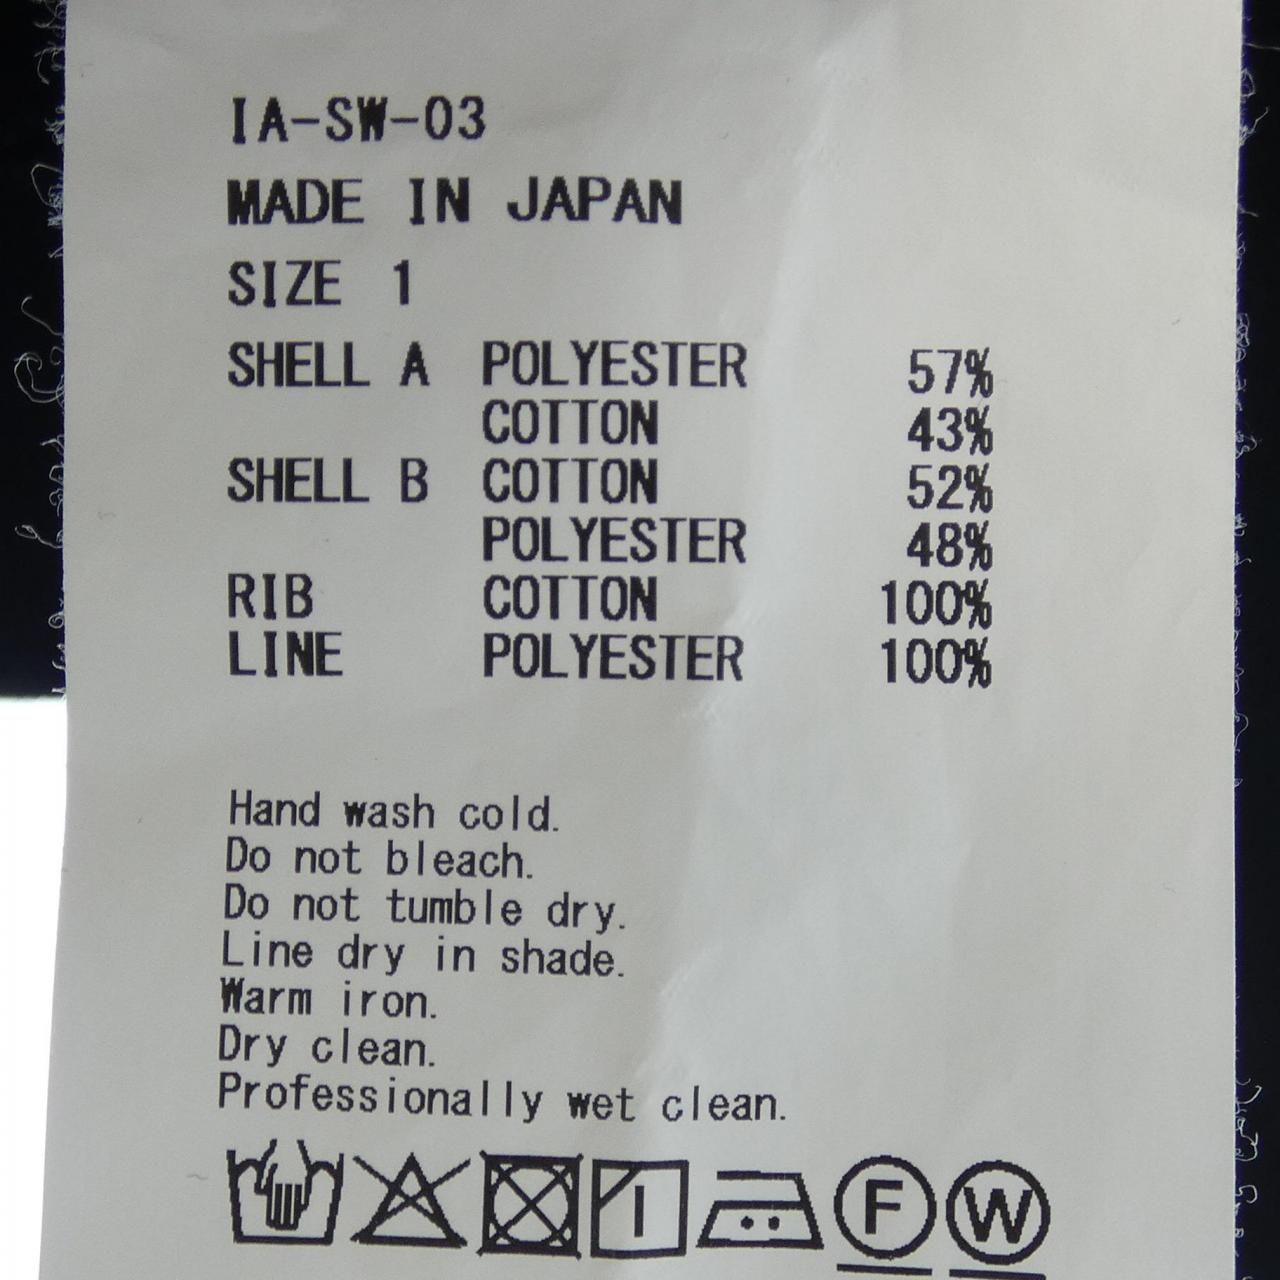 IA-SW-03
MADE IN JAPAN
SIZE 1
SHELL A POLYESTER 57%
COTTON 43%
SHELL B COTTON 52%
POLYESTER 48%
RIB COTTON 100%
LINE POLYESTER 100%
Hand wash cold.
Do not bleach.
Do not tumble dry.
Line dry in shade.
Warm iron.
Dry clean.
Professionally wet clean.
F W